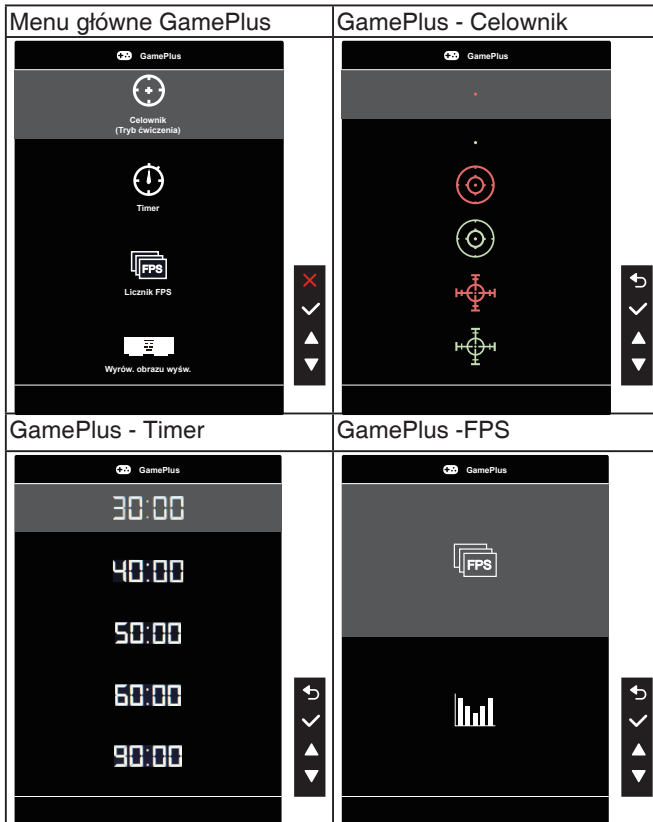 Menu główne GamePlus
GamePlus - Celownik
GamePlus
Celownik
(Tryb ćwiczenia)
Timer
FPS
Licznik FPS
Wyrów. obrazu wyśw.
GamePlus
GamePlus - Timer
GamePlus -FPS
GamePlus
30:00
40:00
50:00
60:00
90:00
GamePlus
FPS